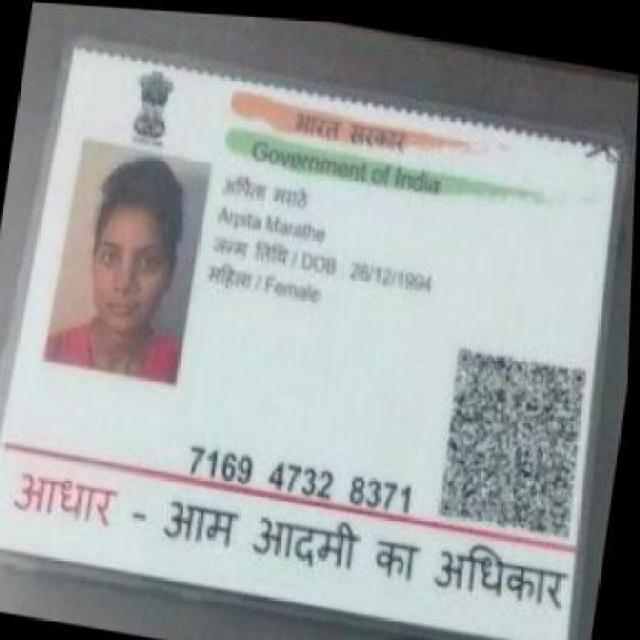 भारत सरकार
Government of India
अर्पिता मराठे
Arpita Marathe
जन्म तिथि / DOB : 28/12/1994
महिला / Female
7169 4732 8371
आधार - आम आदमी का अधिकार